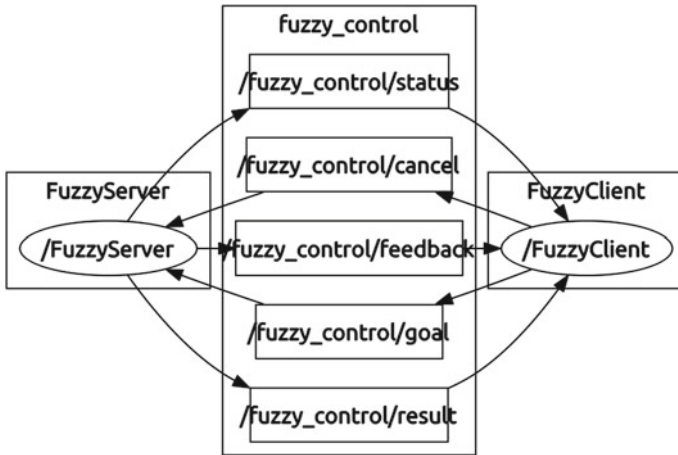 fuzzy_control
/fuzzy_control/status
/fuzzy_control/cancel
FuzzyServer
FuzzyClient
/FuzzyServer
/fuzzy_control/feedback
/FuzzyClient
/fuzzy_control/goal
/fuzzy_control/result